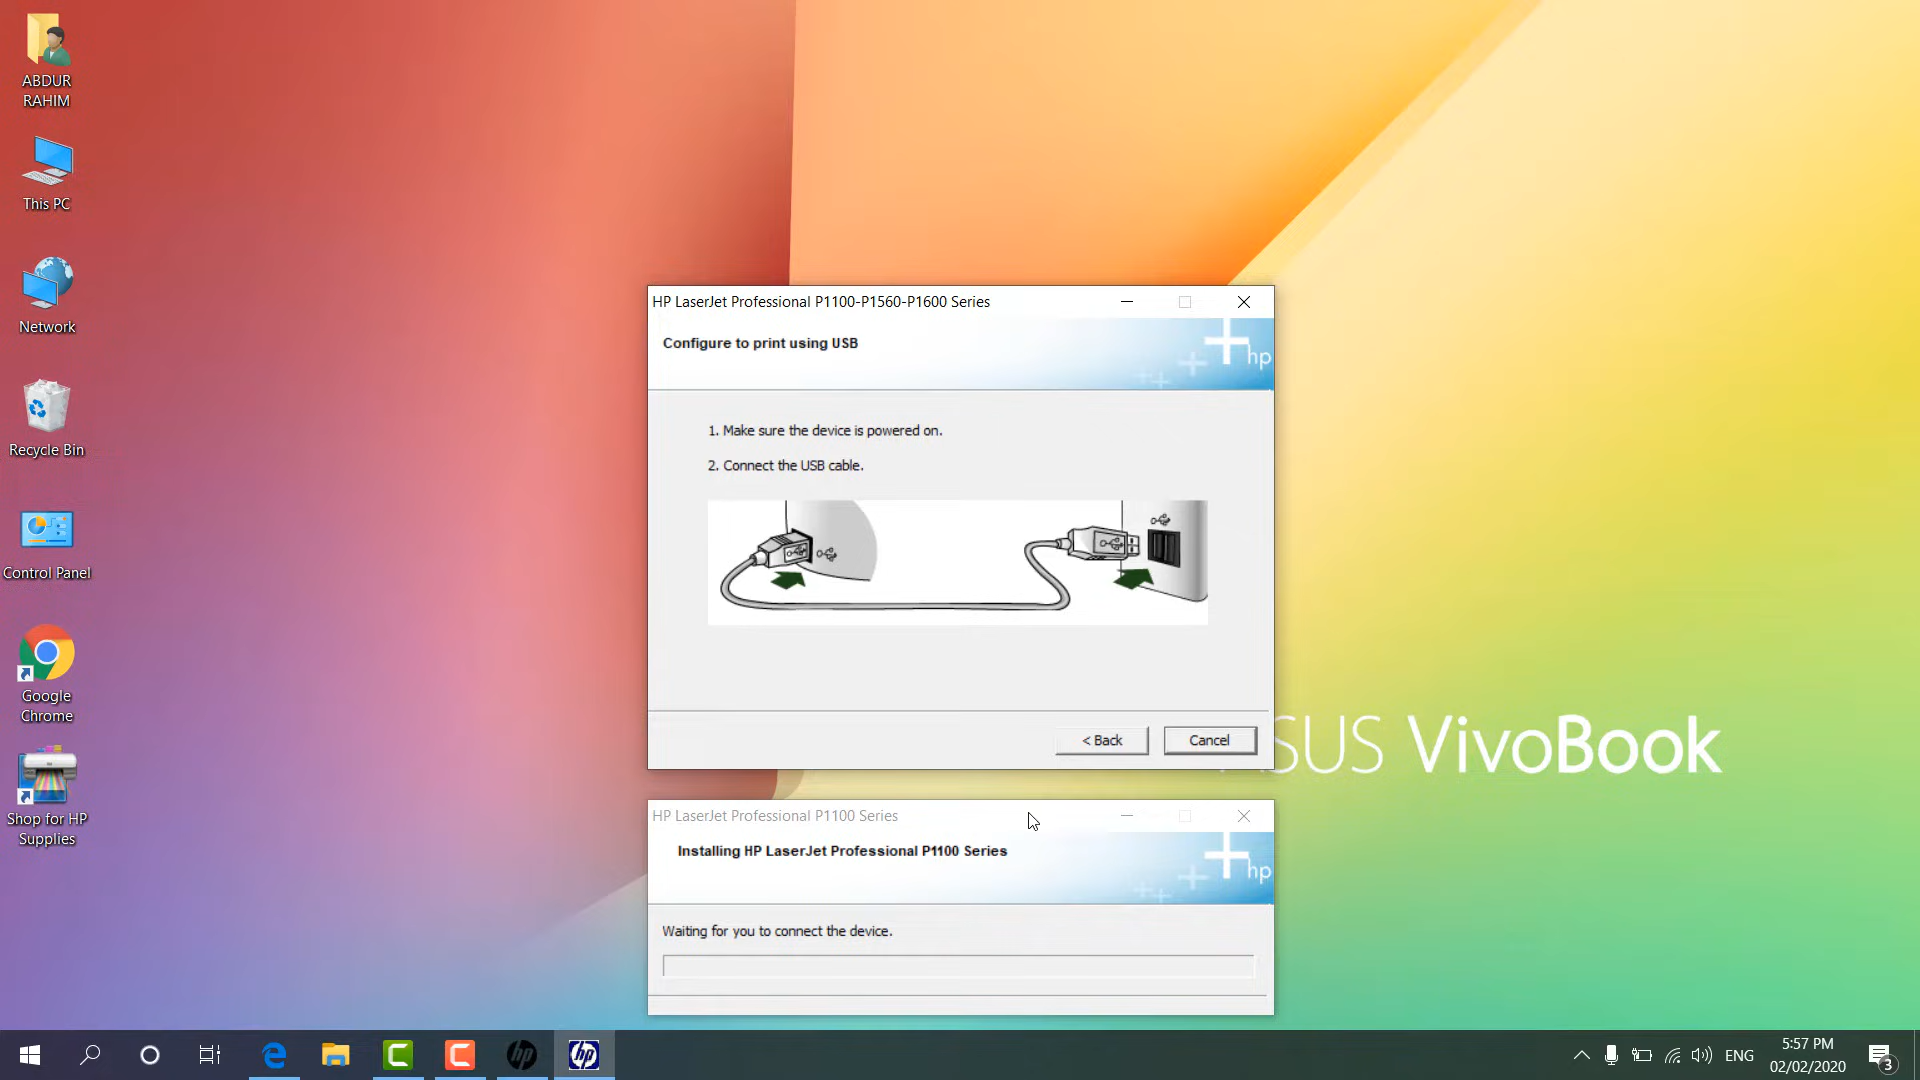 ABDUR
RAHIM
This PC
Network
Recycle Bin
Control Panel
Google
Chrome
Shop for HP
Supplies
HP LaserJet Professional P1100-P1560-P1600 Series
Configure to print using USB
hp
1. Make sure the device is powered on.
2. Connect the USB cable.
< Back
Cancel
SUS VivoBook
HP LaserJet Professional P1100 Series
Installing HP LaserJet Professional P1100 Series
hp
Waiting for you to connect the device.
hp
hp
ENG
5:57 PM
02/02/2020
3